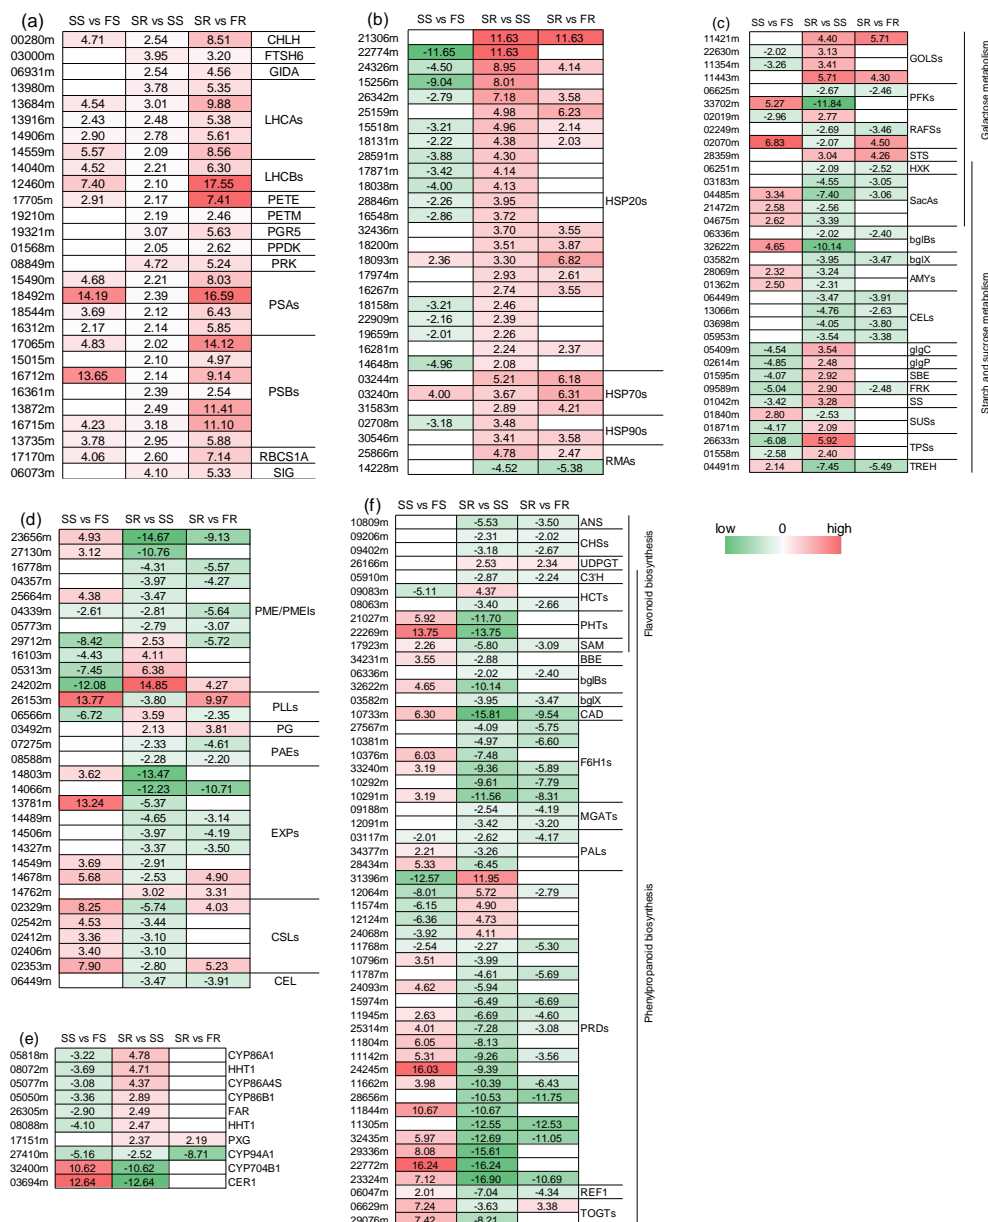 (a)
SS vs FS SR vs SS SR vs FR
00280m 4.71 2.54 8.51 CHLH
03000m 3.95 3.20 FTSH6
06931m 2.54 4.56 GIDA
13980m 3.78 5.35
13684m 4.54 3.01 9.88
13916m 2.43 2.48 5.38 LHCAs
14906m 2.90 2.78 5.61
14559m 5.57 2.09 8.56
14040m 4.52 2.21 6.30 LHCBs
12460m 7.40 2.10 17.55
17705m 2.91 2.17 7.41 PETE
19210m 2.19 2.46 PETM
19321m 3.07 5.63 PGR5
01568m 2.05 2.62 PPDK
08849m 4.72 5.24 PRK
15490m 4.68 2.21 8.03
18492m 14.19 2.39 16.59 PSAs
18544m 3.69 2.12 6.43
16312m 2.17 2.14 5.85
17065m 4.83 2.02 14.12
15015m 2.10 4.97
16712m 13.65 2.14 9.14
16361m 2.39 2.54 PSBs
13872m 2.49 11.41
16715m 4.23 3.18 11.10
13735m 3.78 2.95 5.88
17170m 4.06 2.60 7.14 RBCS1A
06073m 4.10 5.33 SIG
(b)
SS vs FS SR vs SS SR vs FR
21306m 11.63 11.63
22774m -11.65 11.63
24326m -4.50 8.95 4.14
15256m -9.04 8.01
26342m -2.79 7.18 3.58
25159m 4.98 6.23
15518m -3.21 4.96 2.14
18131m -2.22 4.38 2.03
28591m -3.88 4.30
17871m -3.42 4.14
18038m -4.00 4.13
28846m -2.26 3.95 HSP20s
16548m -2.86 3.72
32436m 3.70 3.55
18200m 3.51 3.87
18093m 2.36 3.30 6.82
17974m 2.93 2.61
16267m 2.74 3.55
18158m -3.21 2.46
22909m -2.16 2.39
19659m -2.01 2.26
16281m 2.24 2.37
14648m -4.96 2.08
03244m 5.21 6.18
03240m 4.00 3.67 6.31 HSP70s
31583m 2.89 4.21
02708m -3.18 3.48 HSP90s
30546m 3.41 3.58
25866m 4.78 2.47 RMAs
14228m -4.52 -5.38
(c)
SS vs FS SR vs SS SR vs FR
11421m 4.40 5.71
22630m -2.02 3.13 GOLSs
11354m -3.26 3.41
11443m 5.71 4.30
06625m -2.67 -2.46 PFKs
33702m 5.27 -11.84
02019m -2.96 2.77
02249m -2.69 -3.46 RAFSs
02070m 6.83 -2.07 4.50
28359m 3.04 4.26 STS
Galactose metabolism
06251m -2.09 -2.52 HXK
03183m -4.55 -3.05
04485m 3.34 -7.40 -3.06 SacAs
21472m 2.58 -2.56
04675m 2.62 -3.39
06336m -2.02 -2.40 bglBs
32622m 4.65 -10.14
03582m -3.95 -3.47 bglX
28069m 2.32 -3.24 AMYs
01362m 2.50 -2.31
06449m -3.47 -3.91
13066m -4.76 -2.63 CELs
03698m -4.05 -3.80
05953m -3.54 -3.38
05409m -4.54 3.54 glgC
02614m -4.85 2.48 glgP
01595m -4.07 2.92 SBE
09589m -5.04 2.90 -2.48 FRK
01042m -3.42 3.28 SS
01840m 2.80 -2.53 SUSs
01871m -4.17 2.09
26633m -6.08 5.92 TPSs
01558m -2.58 2.40
04491m 2.14 -7.45 -5.49 TREH
Starch and sucrose metabolism
(d)
SS vs FS SR vs SS SR vs FR
23656m 4.93 -14.67 -9.13
27130m 3.12 -10.76
16778m -4.31 -5.57
04357m -3.97 -4.27
25664m 4.38 -3.47
04339m -2.61 -2.81 -5.64 PME/PMEIs
05773m -2.79 -3.07
29712m -8.42 2.53 -5.72
16103m -4.43 4.11
05313m -7.45 6.38
24202m -12.08 14.85 4.27
26153m 13.77 -3.80 9.97 PLLs
06566m -6.72 3.59 -2.35
03492m 2.13 3.81 PG
07275m -2.33 -4.61 PAEs
08588m -2.28 -2.20
14803m 3.62 -13.47
14066m -12.23 -10.71
13781m 13.24 -5.37
14489m -4.65 -3.14
14506m -3.97 -4.19 EXPs
14327m -3.37 -3.50
14549m 3.69 -2.91
14678m 5.68 -2.53 4.90
14762m 3.02 3.31
02329m 8.25 -5.74 4.03
02542m 4.53 -3.44
02412m 3.36 -3.10 CSLs
02406m 3.40 -3.10
02353m 7.90 -2.80 5.23
06449m -3.47 -3.91 CEL
(e)
SS vs FS SR vs SS SR vs FR
05818m -3.22 4.78 CYP86A1
08072m -3.69 4.71 HHT1
05077m -3.08 4.37 CYP86A4S
05050m -3.36 2.89 CYP86B1
26305m -2.90 2.49 FAR
08088m -4.10 2.47 HHT1
17151m 2.37 2.19 PXG
27410m -5.16 -2.52 -8.71 CYP94A1
32400m 10.62 -10.62 CYP704B1
03694m 12.64 -12.64 CER1
(f)
SS vs FS SR vs SS SR vs FR
10809m -5.53 -3.50 ANS
09206m -2.31 -2.02 CHSs
09402m -3.18 -2.67
26166m 2.53 2.34 UDPGT
05910m -2.87 -2.24 C3'H
09083m -5.11 4.37 HCTs
08063m -3.40 -2.66
21027m 5.92 -11.70 PHTs
22269m 13.75 -13.75
17923m 2.26 -5.80 -3.09 SAM
Flavonoid biosynthesis
34231m 3.55 -2.88 BBE
06336m -2.02 -2.40 bglBs
32622m 4.65 -10.14
03582m -3.95 -3.47 bglX
10733m 6.30 -15.81 -9.54 CAD
27567m -4.09 -5.75
10381m -4.97 -6.60
10376m 6.03 -7.48 F6H1s
33240m 3.19 -9.36 -5.89
10292m -9.61 -7.79
10291m 3.19 -11.56 -8.31
09188m -2.54 -4.19 MGATs
12091m -3.42 -3.20
03117m -2.01 -2.62 -4.17
34377m 2.21 -3.26 PALs
28434m 5.33 -6.45
31396m -12.57 11.95
12064m -8.01 5.72 -2.79
11574m -6.15 4.90
12124m -6.36 4.73
24068m -3.92 4.11
11768m -2.54 -2.27 -5.30
10796m 3.51 -3.99
11787m -4.61 -5.69
24093m 4.62 -5.94
15974m -6.49 -6.69
11945m 2.63 -6.69 -4.60
25314m 4.01 -7.28 -3.08 PRDs
11804m 6.05 -8.13
11142m 5.31 -9.26 -3.56
24245m 16.03 -9.39
11662m 3.98 -10.39 -6.43
28656m -10.53 -11.75
11844m 10.67 -10.67
11305m -12.55 -12.53
32435m 5.97 -12.69 -11.05
29336m 8.08 -15.61
22772m 16.24 -16.24
23324m 7.12 -16.90 -10.69
06047m 2.01 -7.04 -4.34 REF1
06629m 7.24 -3.63 3.38 TOGTs
29076m 7.42 -8.21
Phenylpropanoid biosynthesis
low 0 high